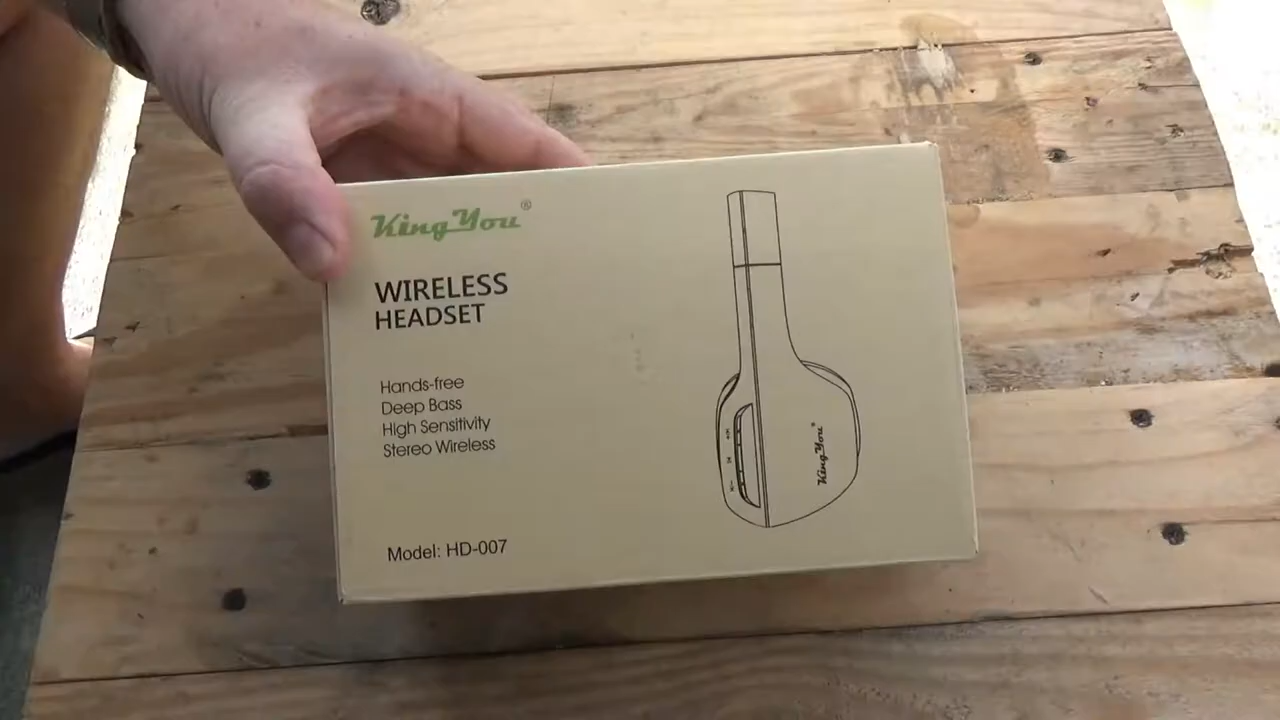 KingYou®
WIRELESS
HEADSET
Hands-free
Deep Bass
High Sensitivity
Stereo Wireless
Model: HD-007
KingYou®